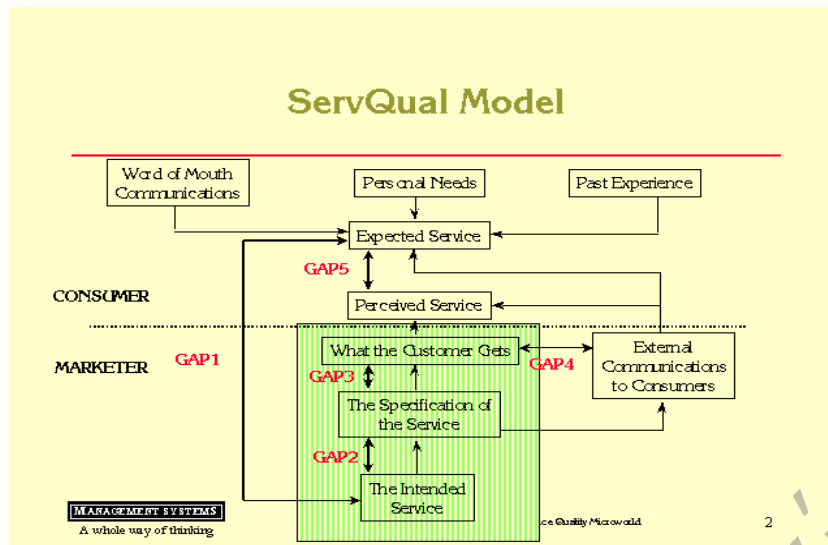 ServQual Model
Word of Mouth
Communications
Personal Needs
Past Experience
Expected Service
GAP5
CONSUMER
Perceived Service
MARKETER
GAP1
What the Customer Gets
GAP4
External
Communications
to Consumers
GAP3
The Specification of
the Service
GAP2
The Intended
Service
MANAGEMENT SYSTEMS
A whole way of thinking
Quality Microworld
2